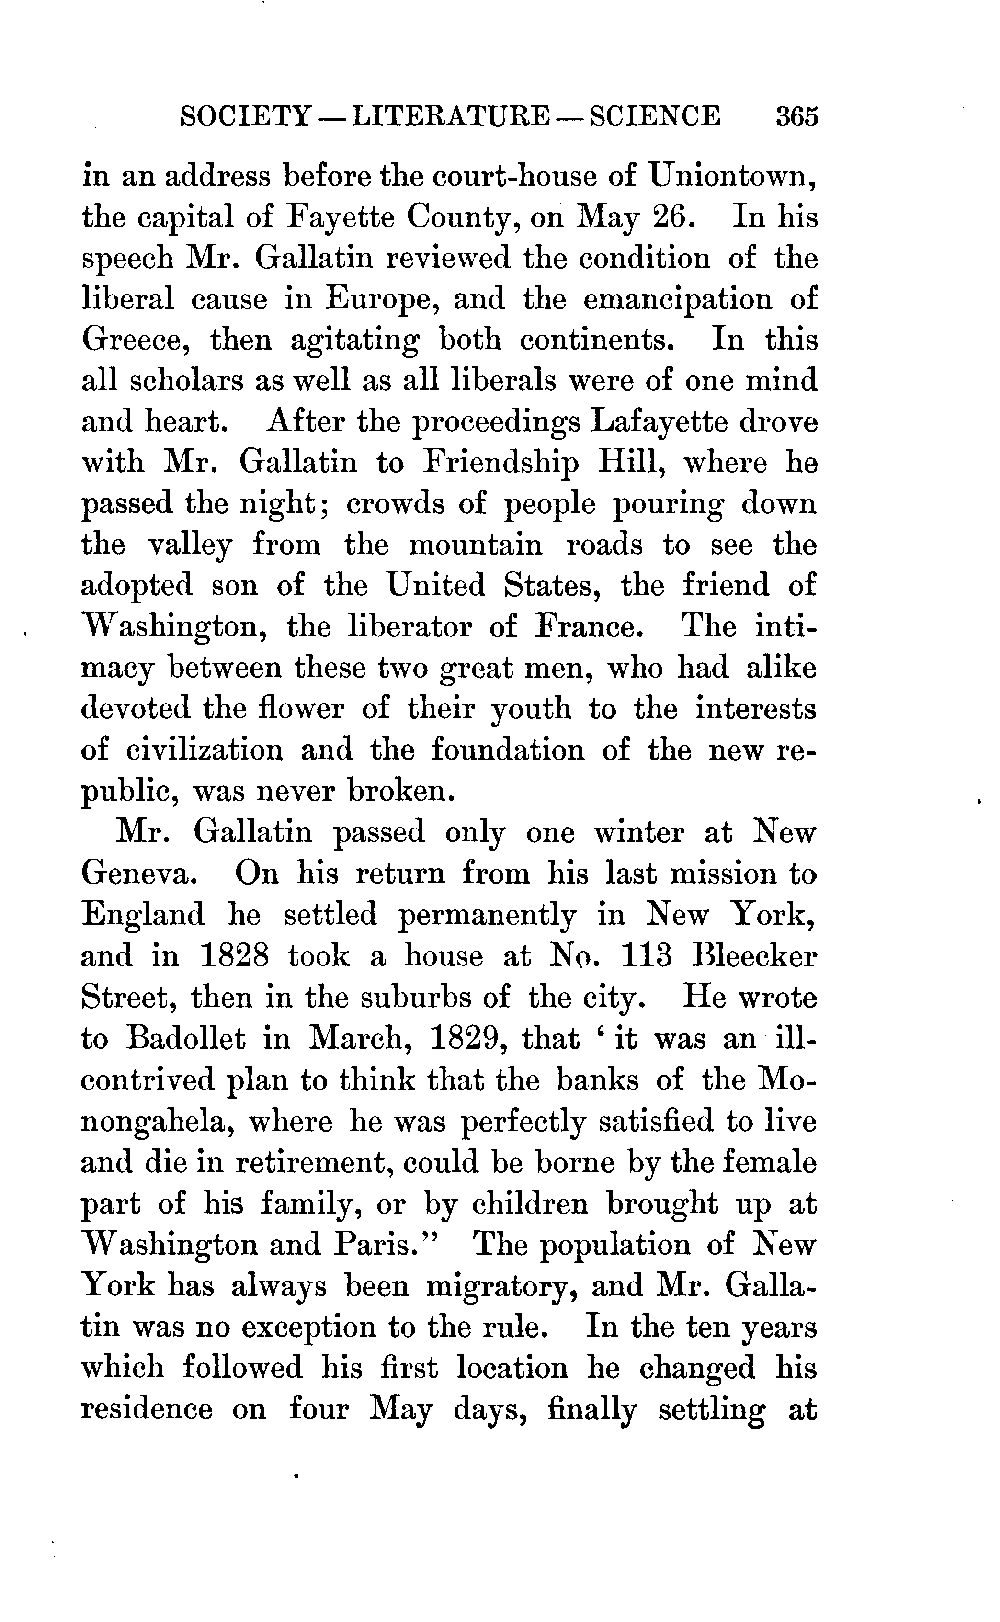 SOCIETY — LITERATURE — SCIENCE 365
in an address before the court-house of Uniontown,
the capital of Fayette County, on May 26. In his
speech Mr. Gallatin reviewed the condition of the
liberal cause in Europe, and the emancipation of
Greece, then agitating both continents. In this
all scholars as well as all liberals were of one mind
and heart. After the proceedings Lafayette drove
with Mr. Gallatin to Friendship Hill, where he
passed the night; crowds of people pouring down
the valley from the mountain roads to see the
adopted son of the United States, the friend of
Washington, the liberator of France. The inti-
macy between these two great men, who had alike
devoted the flower of their youth to the interests
of civilization and the foundation of the new re-
public, was never broken.
Mr. Gallatin passed only one winter at New
Geneva. On his return from his last mission to
England he settled permanently in New York,
and in 1828 took a house at No. 113 Bleecker
Street, then in the suburbs of the city. He wrote
to Badollet in March, 1829, that ‘ it was an ill-
contrived plan to think that the banks of the Mo-
nongahela, where he was perfectly satisfied to live
and die in retirement, could be borne by the female
part of his family, or by children brought up at
Washington and Paris.” The population of New
York has always been migratory, and Mr. Galla-
tin was no exception to the rule. In the ten years
which followed his first location he changed his
residence on four May days, finally settling at